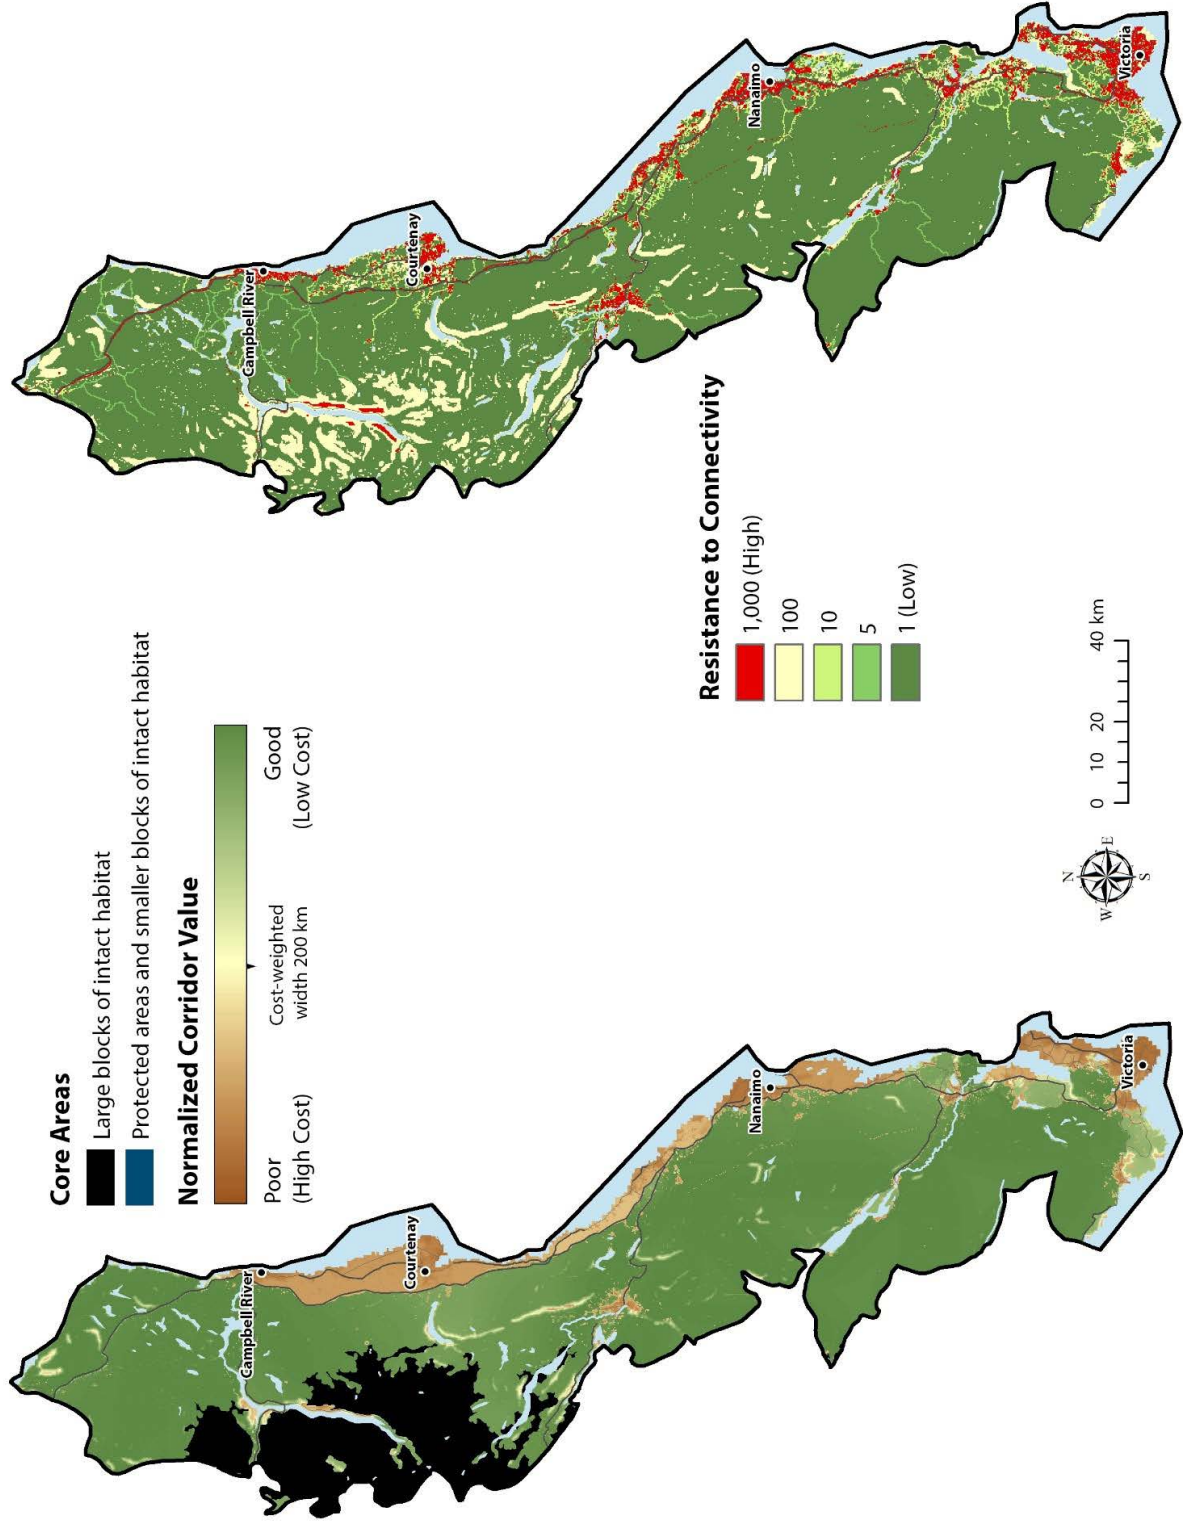 Core Areas
Large blocks of intact habitat
Protected areas and smaller blocks of intact habitat
Normalized Corridor Value
Poor
(High Cost)
Cost-weighted
width 200 km
Good
(Low Cost)
Campbell River
Courtenay
Nanaimo
Victoria
N
W
E
S
0
10
20
40 km
Resistance to Connectivity
1,000 (High)
100
10
5
1 (Low)
Campbell River
Courtenay
Nanaimo
Victoria